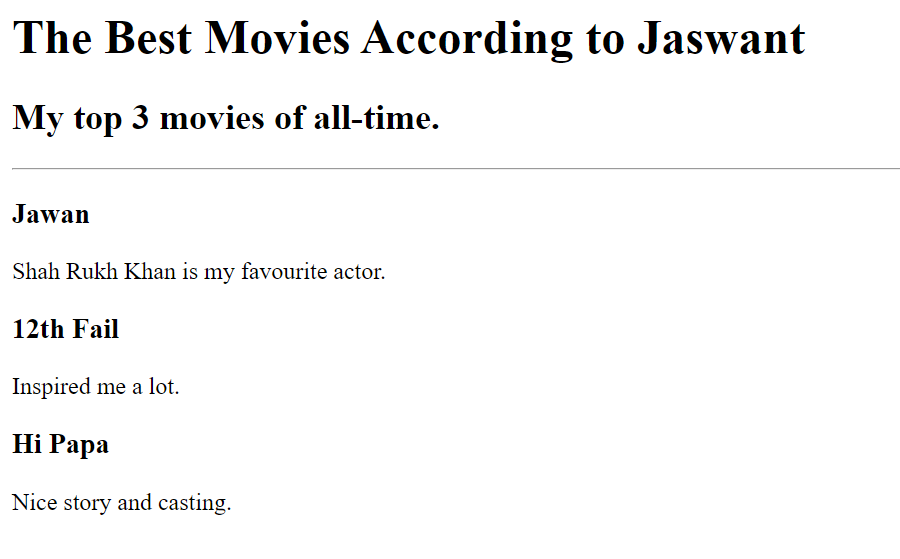 The Best Movies According to Jaswant
My top 3 movies of all-time.
Jawan
Shah Rukh Khan is my favourite actor.
12th Fail
Inspired me a lot.
Hi Papa
Nice story and casting.